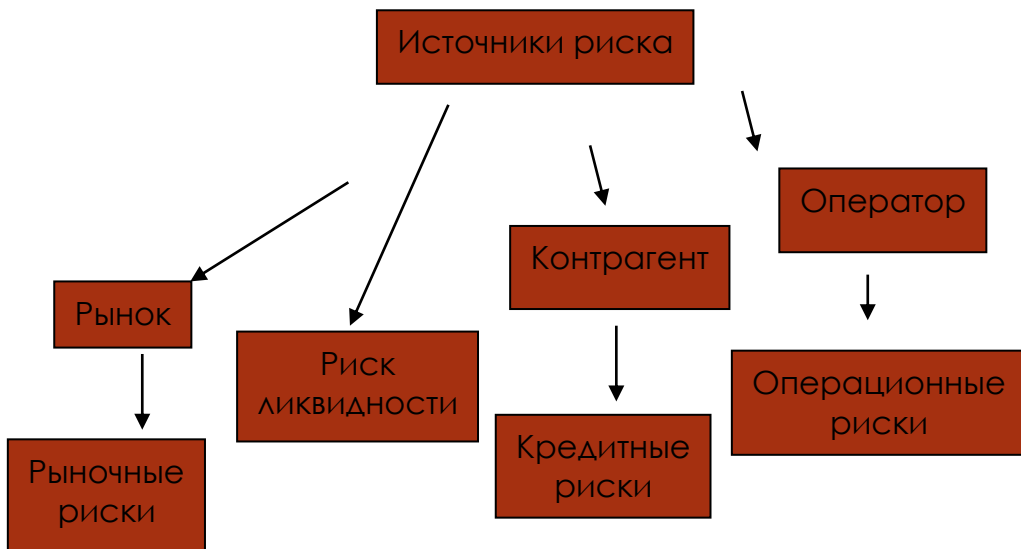 Источники риска
Оператор
Контрагент
Рынок
Риск
ликвидности
Операционные
риски
Кредитные
риски
Рыночные
риски